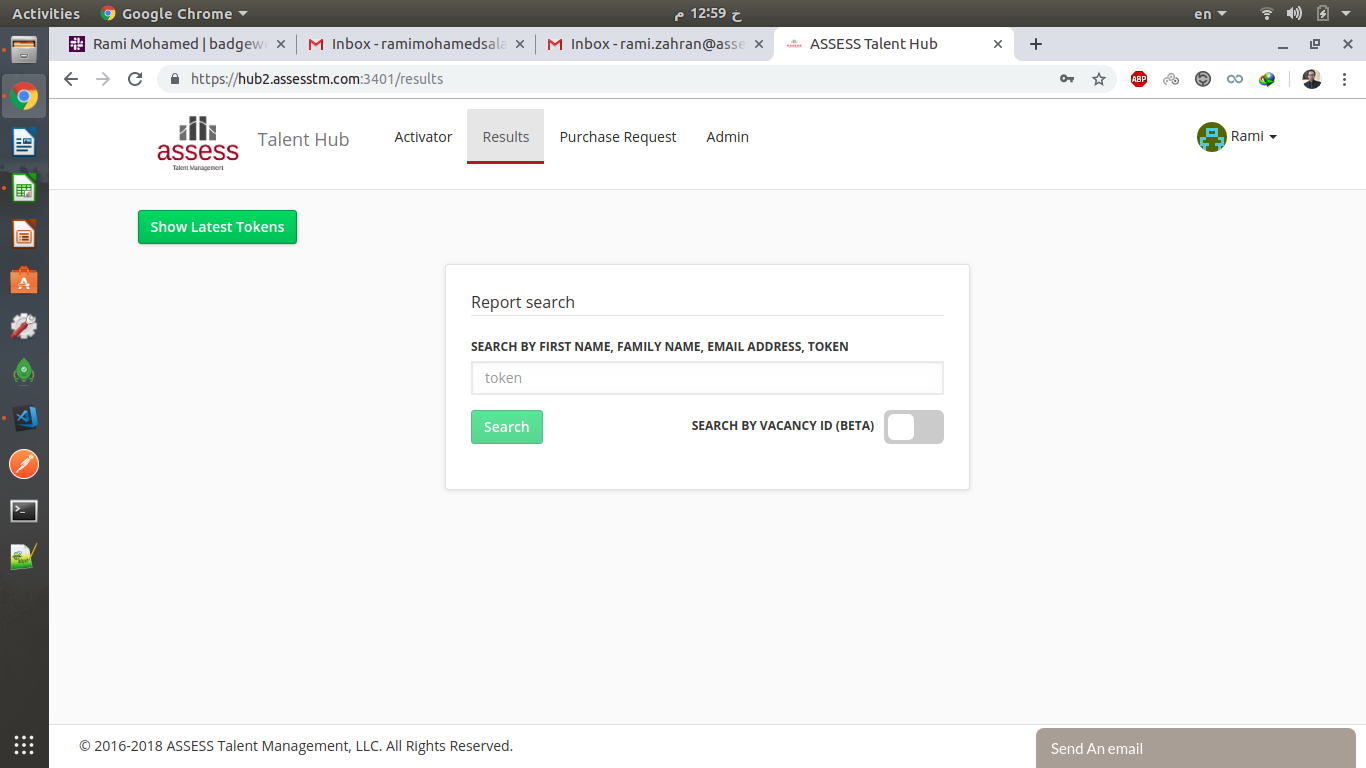 Activities
Google Chrome
خ 12:59 م
en
Rami Mohamed | badgew
Inbox - ramimohamedsala
Inbox - rami.zahran@asse
ASSESS Talent Hub
https://hub2.assesstm.com:3401/results
ABP
assess
Talent Management
Talent Hub
Activator
Results
Purchase Request
Admin
Rami
Show Latest Tokens
Report search
SEARCH BY FIRST NAME, FAMILY NAME, EMAIL ADDRESS, TOKEN
token
Search
SEARCH BY VACANCY ID (BETA)
© 2016-2018 ASSESS Talent Management, LLC. All Rights Reserved.
Send An email